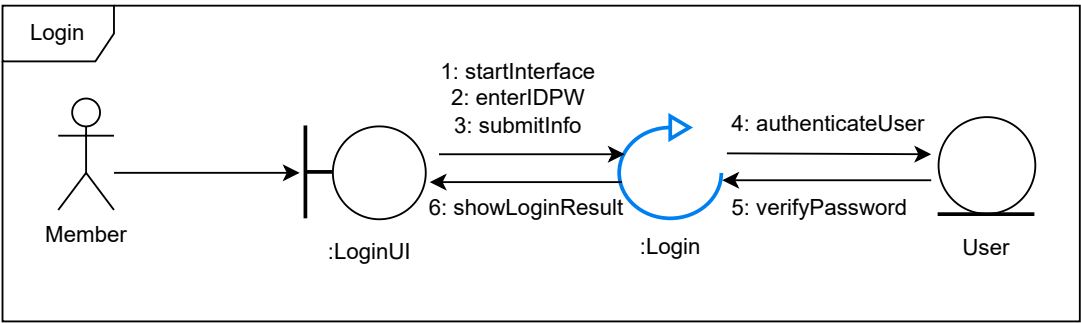 Login
1: startInterface
2: enterIDPW
3: submitInfo
4: authenticateUser
6: showLoginResult
5: verifyPassword
Member
:LoginUI
:Login
User